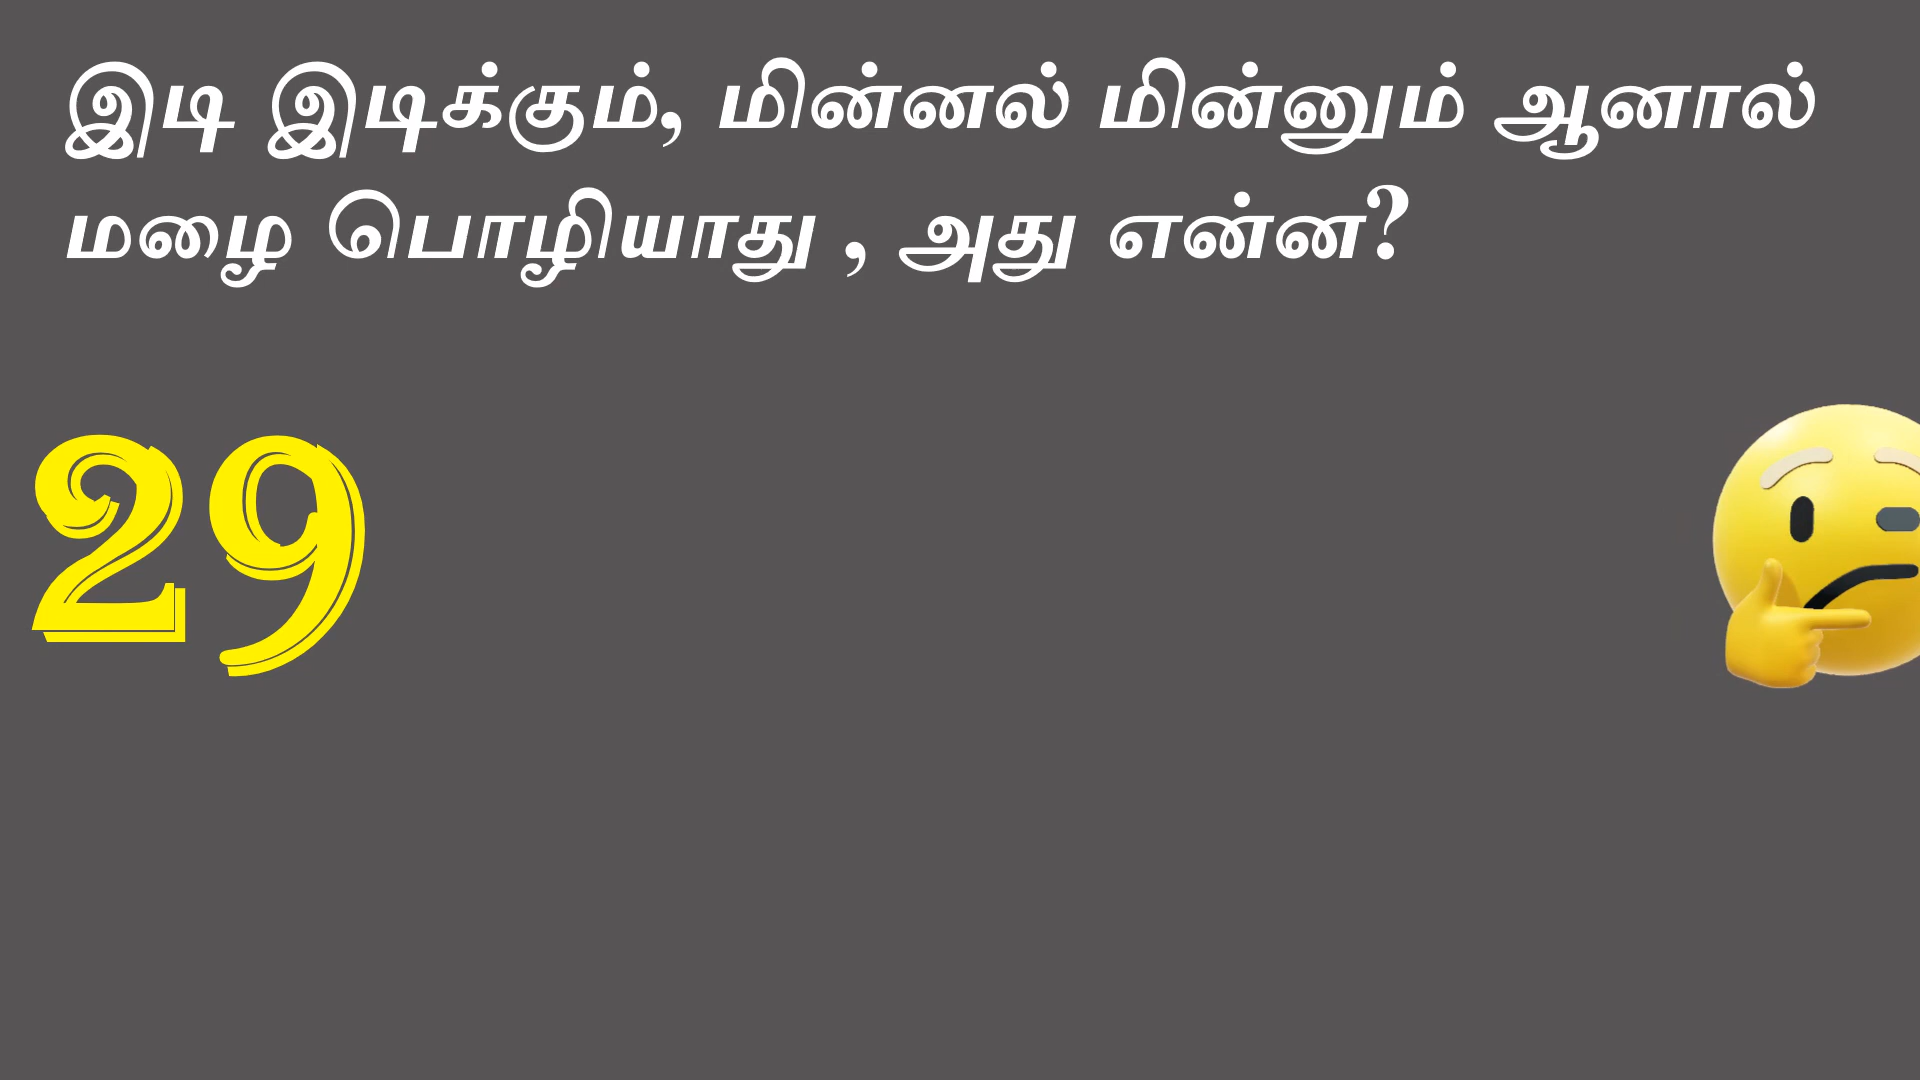 இடி இடிக்கும், மின்னல் மின்னும் ஆனால்
மழை பொழியாது , அது என்ன?
29